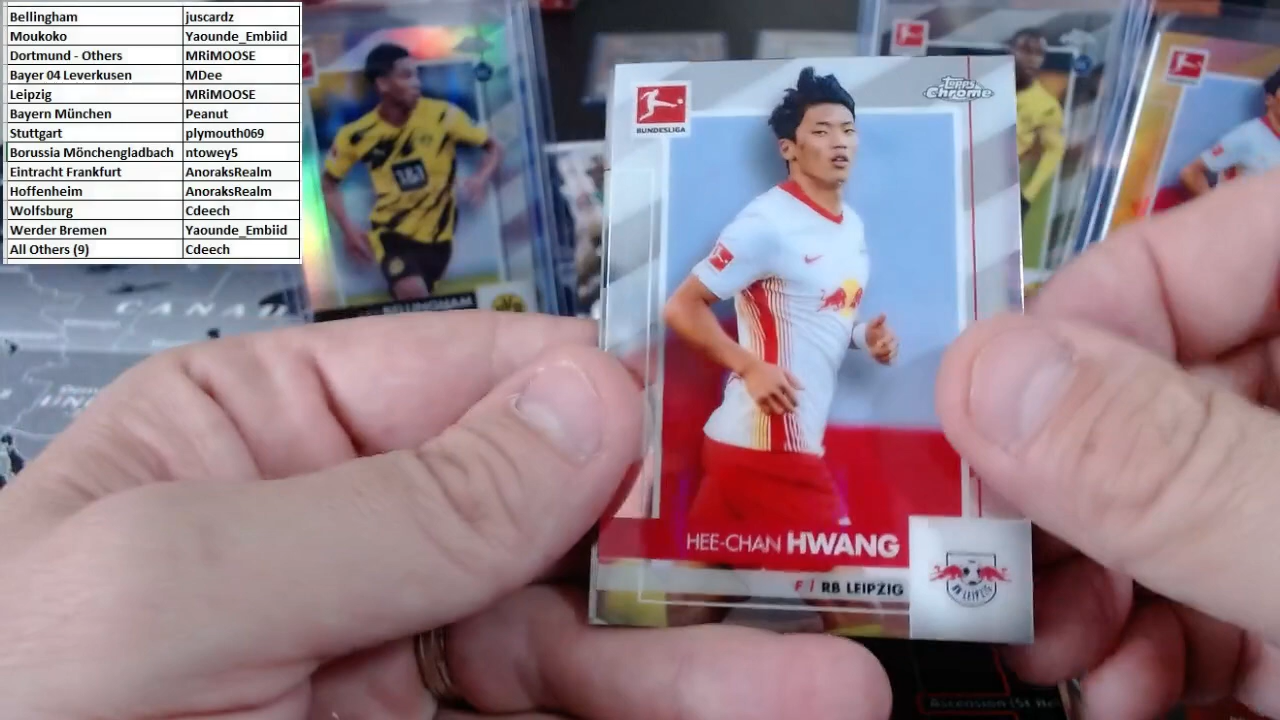 Bellingham juscardz
Moukoko Yaounde_Embiid
Dortmund - Others MRiMOOSE
Bayer 04 Leverkusen MDee
Leipzig MRiMOOSE
Bayern München Peanut
Stuttgart plymouth069
Borussia Mönchengladbach ntowey5
Eintracht Frankfurt AnoraksRealm
Hoffenheim AnoraksRealm
Wolfsburg Cdeech
Werder Bremen Yaounde_Embiid
All Others (9) Cdeech
BELLINGHAM
CANA
Topps
Chrome
BUNDESLIGA
HEE-CHAN HWANG
F / RB LEIPZIG
RB LEIPZIG